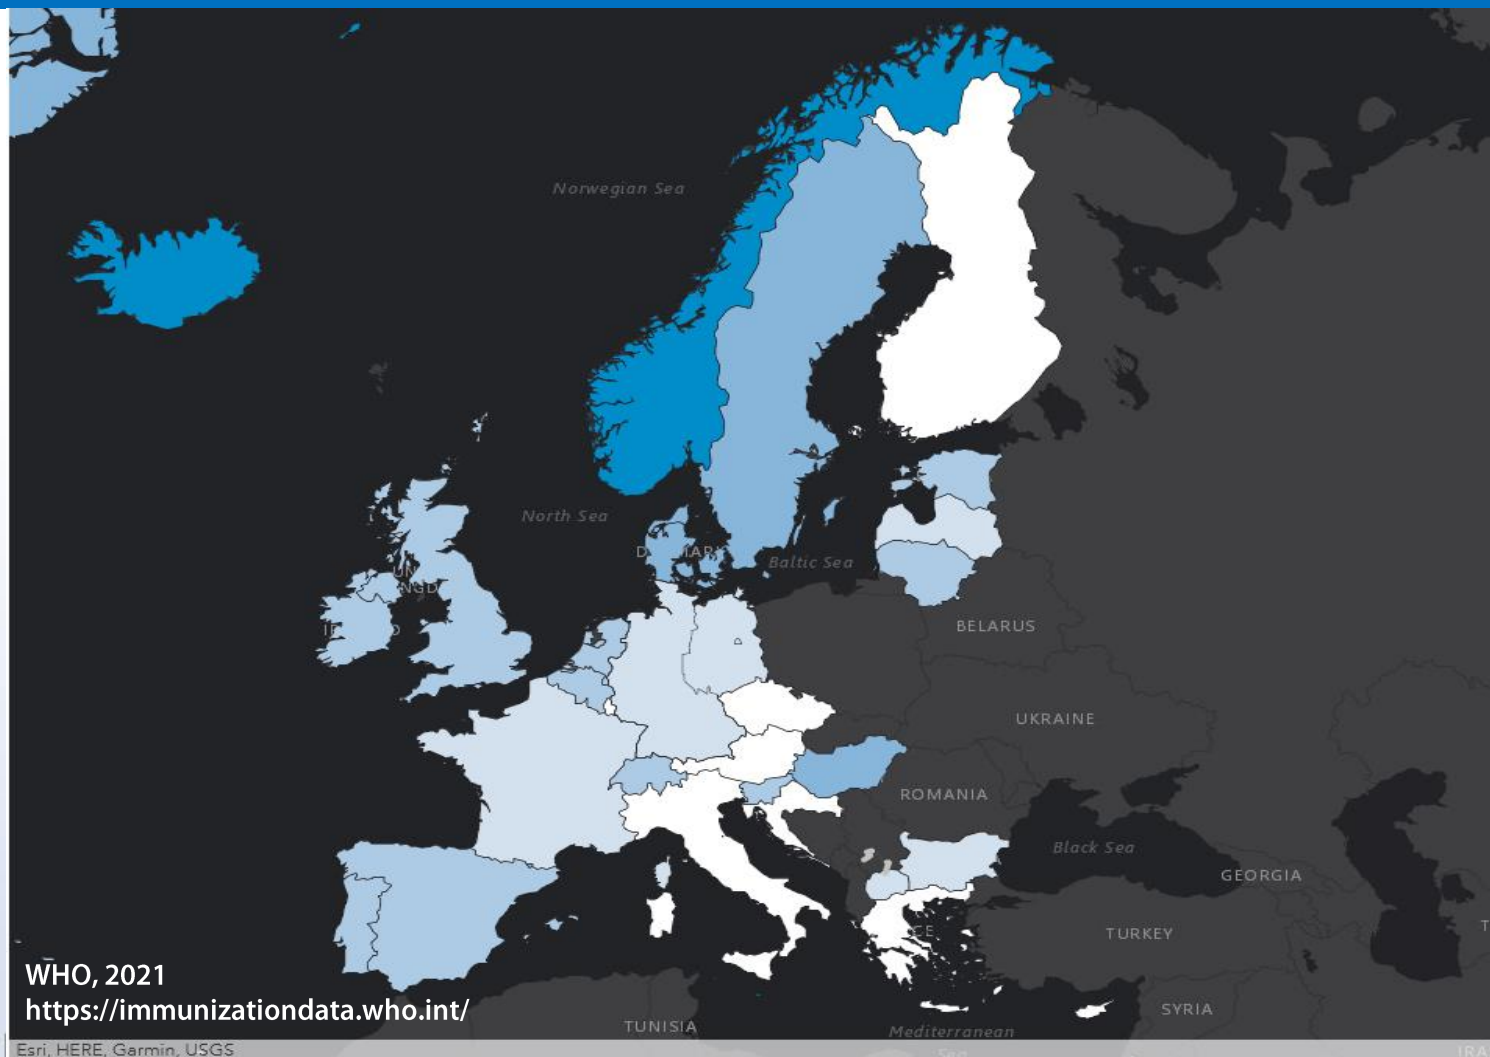 Norwegian Sea
North Sea
Baltic Sea
BELARUS
UKRAINE
ROMANIA
Black Sea
GEORGIA
TURKEY
SYRIA
WHO, 2021
https://immunizationdata.who.int/
TUNISIA
Mediterranean
Sea
Esri, HERE, Garmin, USGS